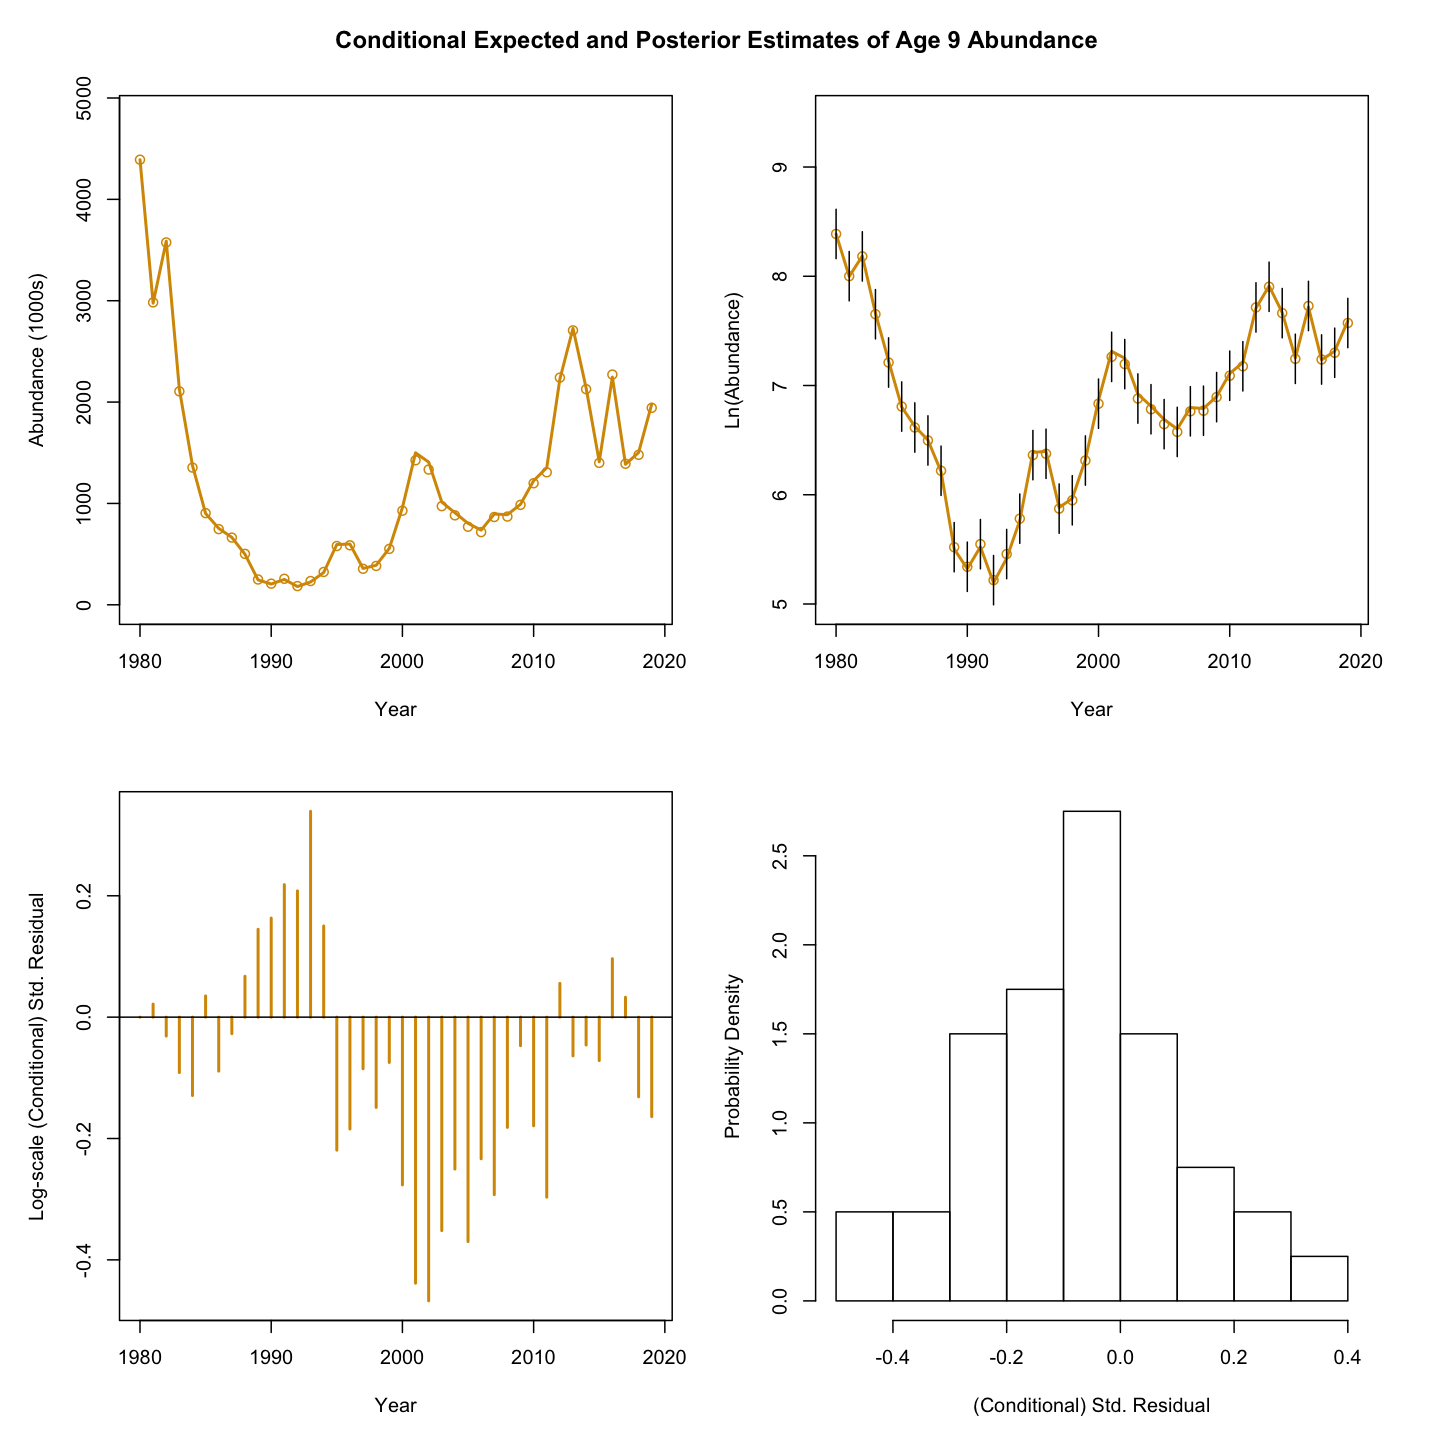 Conditional Expected and Posterior Estimates of Age 9 Abundance
Abundance (1000s)
5000
4000
3000
2000
1000
0
1980 1990 2000 2010 2020
Year
Ln(Abundance)
9
8
7
6
5
1980 1990 2000 2010 2020
Year
Log-scale (Conditional) Std. Residual
0.2
0.0
-0.2
-0.4
1980 1990 2000 2010 2020
Year
Probability Density
2.5
2.0
1.5
1.0
0.5
0.0
-0.4 -0.2 0.0 0.2 0.4
(Conditional) Std. Residual